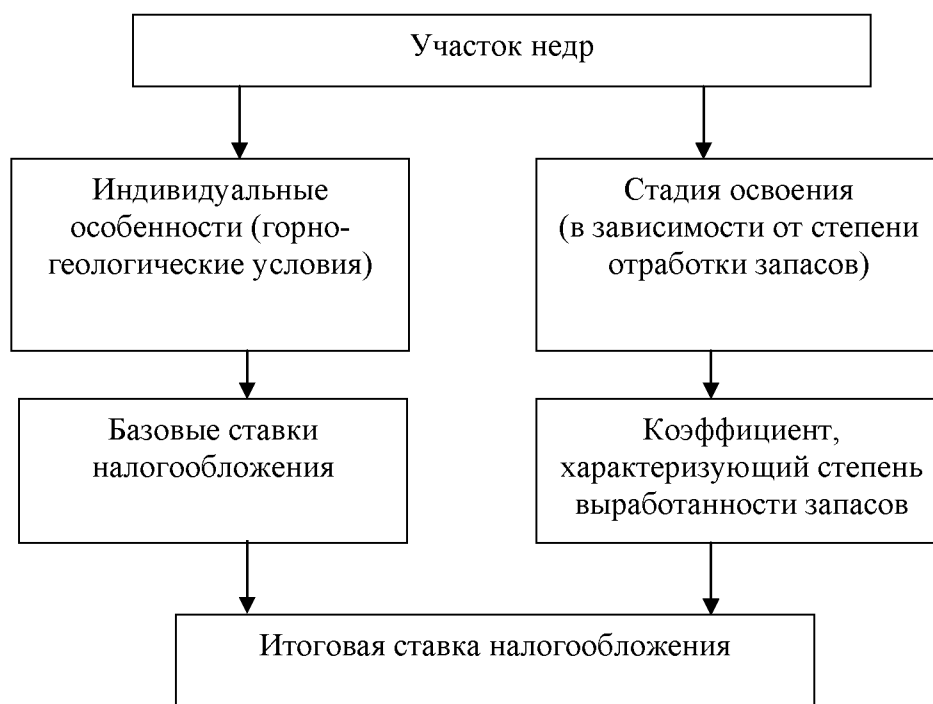 Участок недр
Индивидуальные
особенности (горно-
геологические условия)
Стадия освоения
(в зависимости от степени
отработки запасов)
Базовые ставки
налогообложения
Коэффициент,
характеризующий степень
выработанности запасов
Итоговая ставка налогообложения